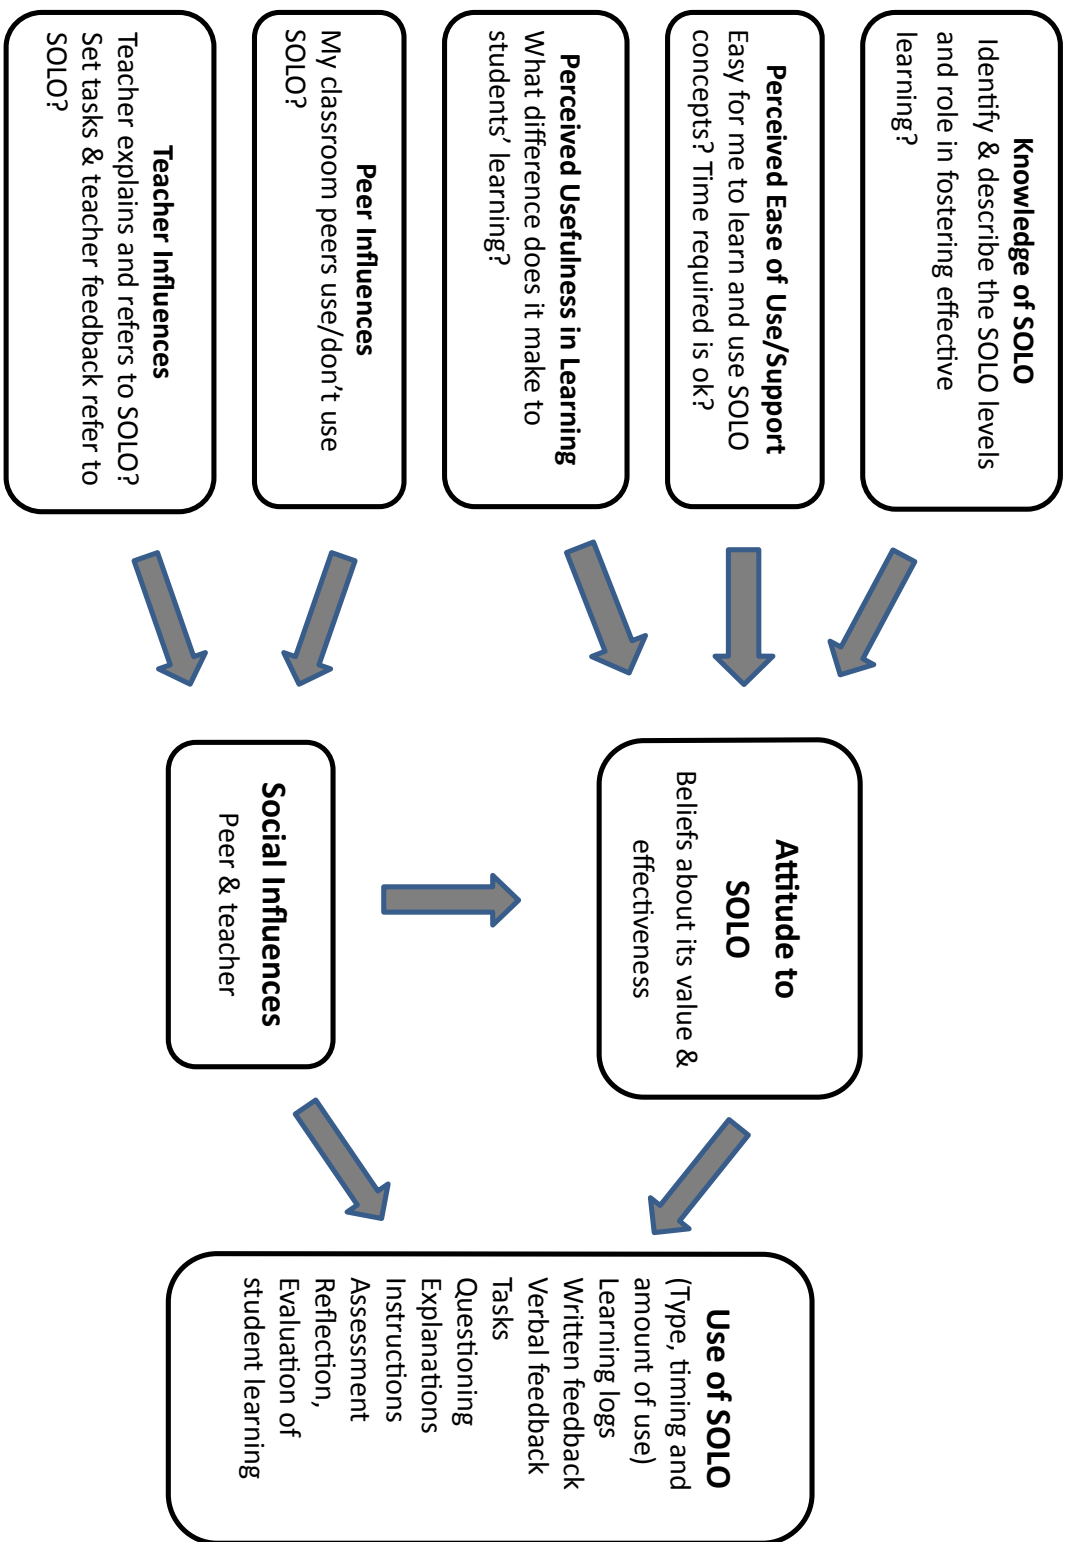 Knowledge of SOLO
Identify & describe the SOLO levels
and role in fostering effective
learning?
Perceived Ease of Use/Support
Easy for me to learn and use SOLO
concepts? Time required is ok?
Perceived Usefulness in Learning
What difference does it make to
students’ learning?
Peer Influences
My classroom peers use/don’t use
SOLO?
Teacher Influences
Teacher explains and refers to SOLO?
Set tasks & teacher feedback refer to
SOLO?
Attitude to
SOLO
Beliefs about its value &
effectiveness
Social Influences
Peer & teacher
Use of SOLO
(Type, timing and
amount of use)
Learning logs
Written feedback
Verbal feedback
Tasks
Questioning
Explanations
Instructions
Assessment
Reflection,
Evaluation of
student learning